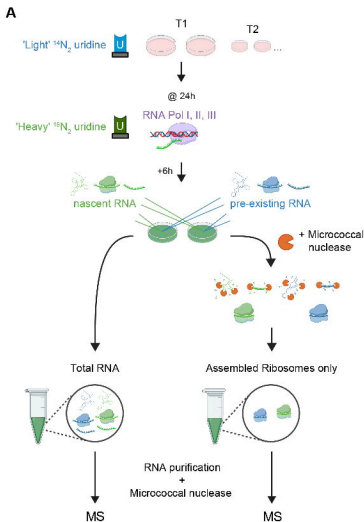 A
T1
T2
'Light' ¹⁴N₂ uridine
U
...
@ 24h
RNA Pol I, II, III
'Heavy' ¹⁵N₂ uridine
U
+6h
nascent RNA
pre-existing RNA
+ Micrococcal
nuclease
Total RNA
Assembled Ribosomes only
RNA purification
+
Micrococcal nuclease
MS
MS